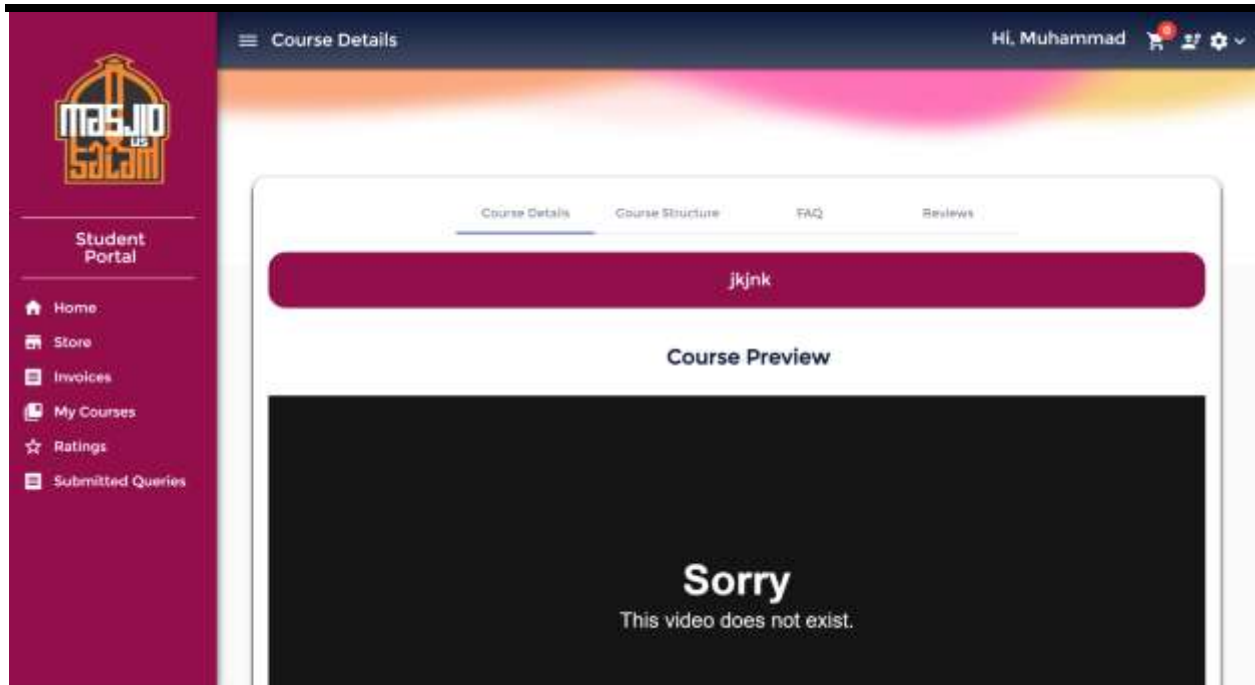 Masjid
us
salam
Student
Portal
Home
Store
Invoices
My Courses
Ratings
Submitted Queries
Course Details
Hi, Muhammad
0
Course Details
Course Structure
FAQ
Reviews
jkjnk
Course Preview
Sorry
This video does not exist.